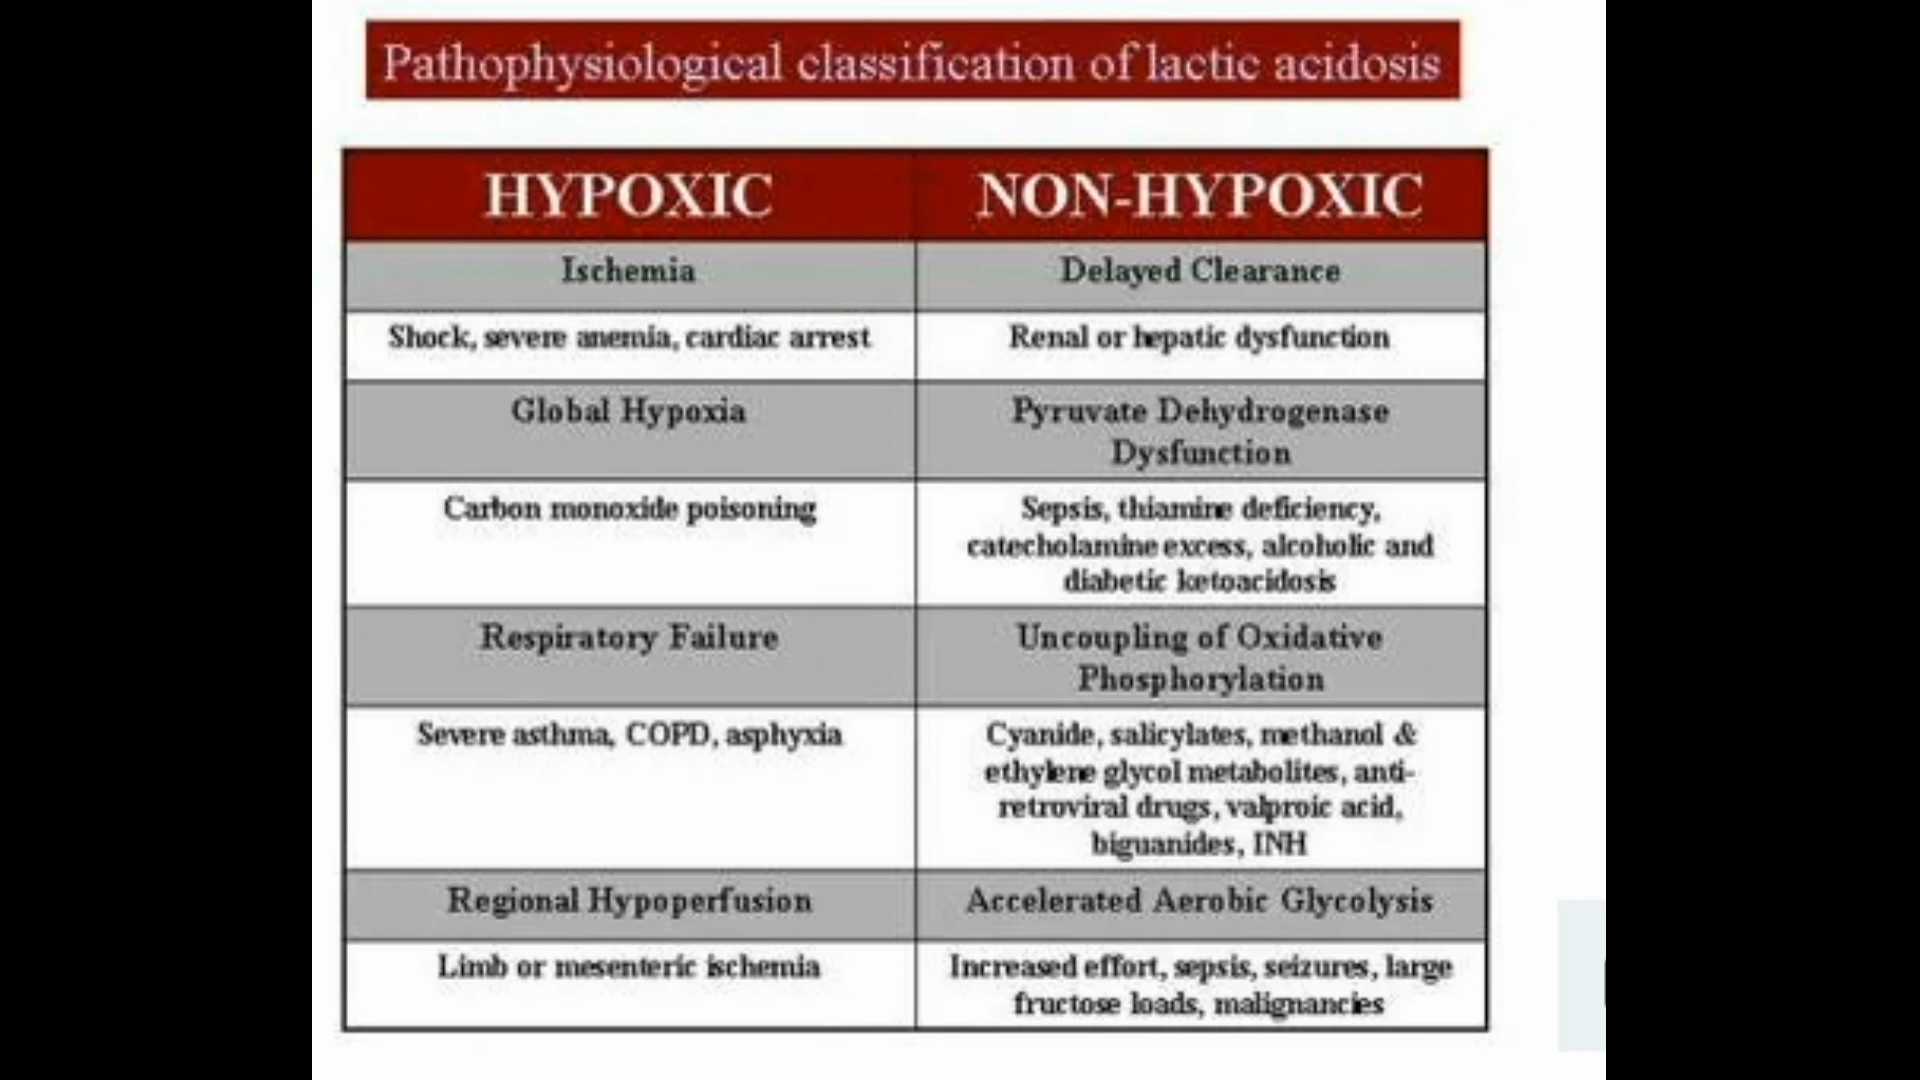 Pathophysiological classification of lactic acidosis
HYPOXIC
NON-HYPOXIC
Ischemia
Delayed Clearance
Shock, severe anemia, cardiac arrest
Renal or hepatic dysfunction
Global Hypoxia
Pyruvate Dehydrogenase
Dysfunction
Carbon monoxide poisoning
Sepsis, thiamine deficiency,
catecholamine excess, alcoholic and
diabetic ketoacidosis
Respiratory Failure
Uncoupling of Oxidative
Phosphorylation
Severe asthma, COPD, asphyxia
Cyanide, salicylates, methanol &
ethylene glycol metabolites, anti-
retroviral drugs, valproic acid,
biguanides, INH
Regional Hypoperfusion
Accelerated Aerobic Glycolysis
Limb or mesenteric ischemia
Increased effort, sepsis, seizures, large
fructose loads, malignancies